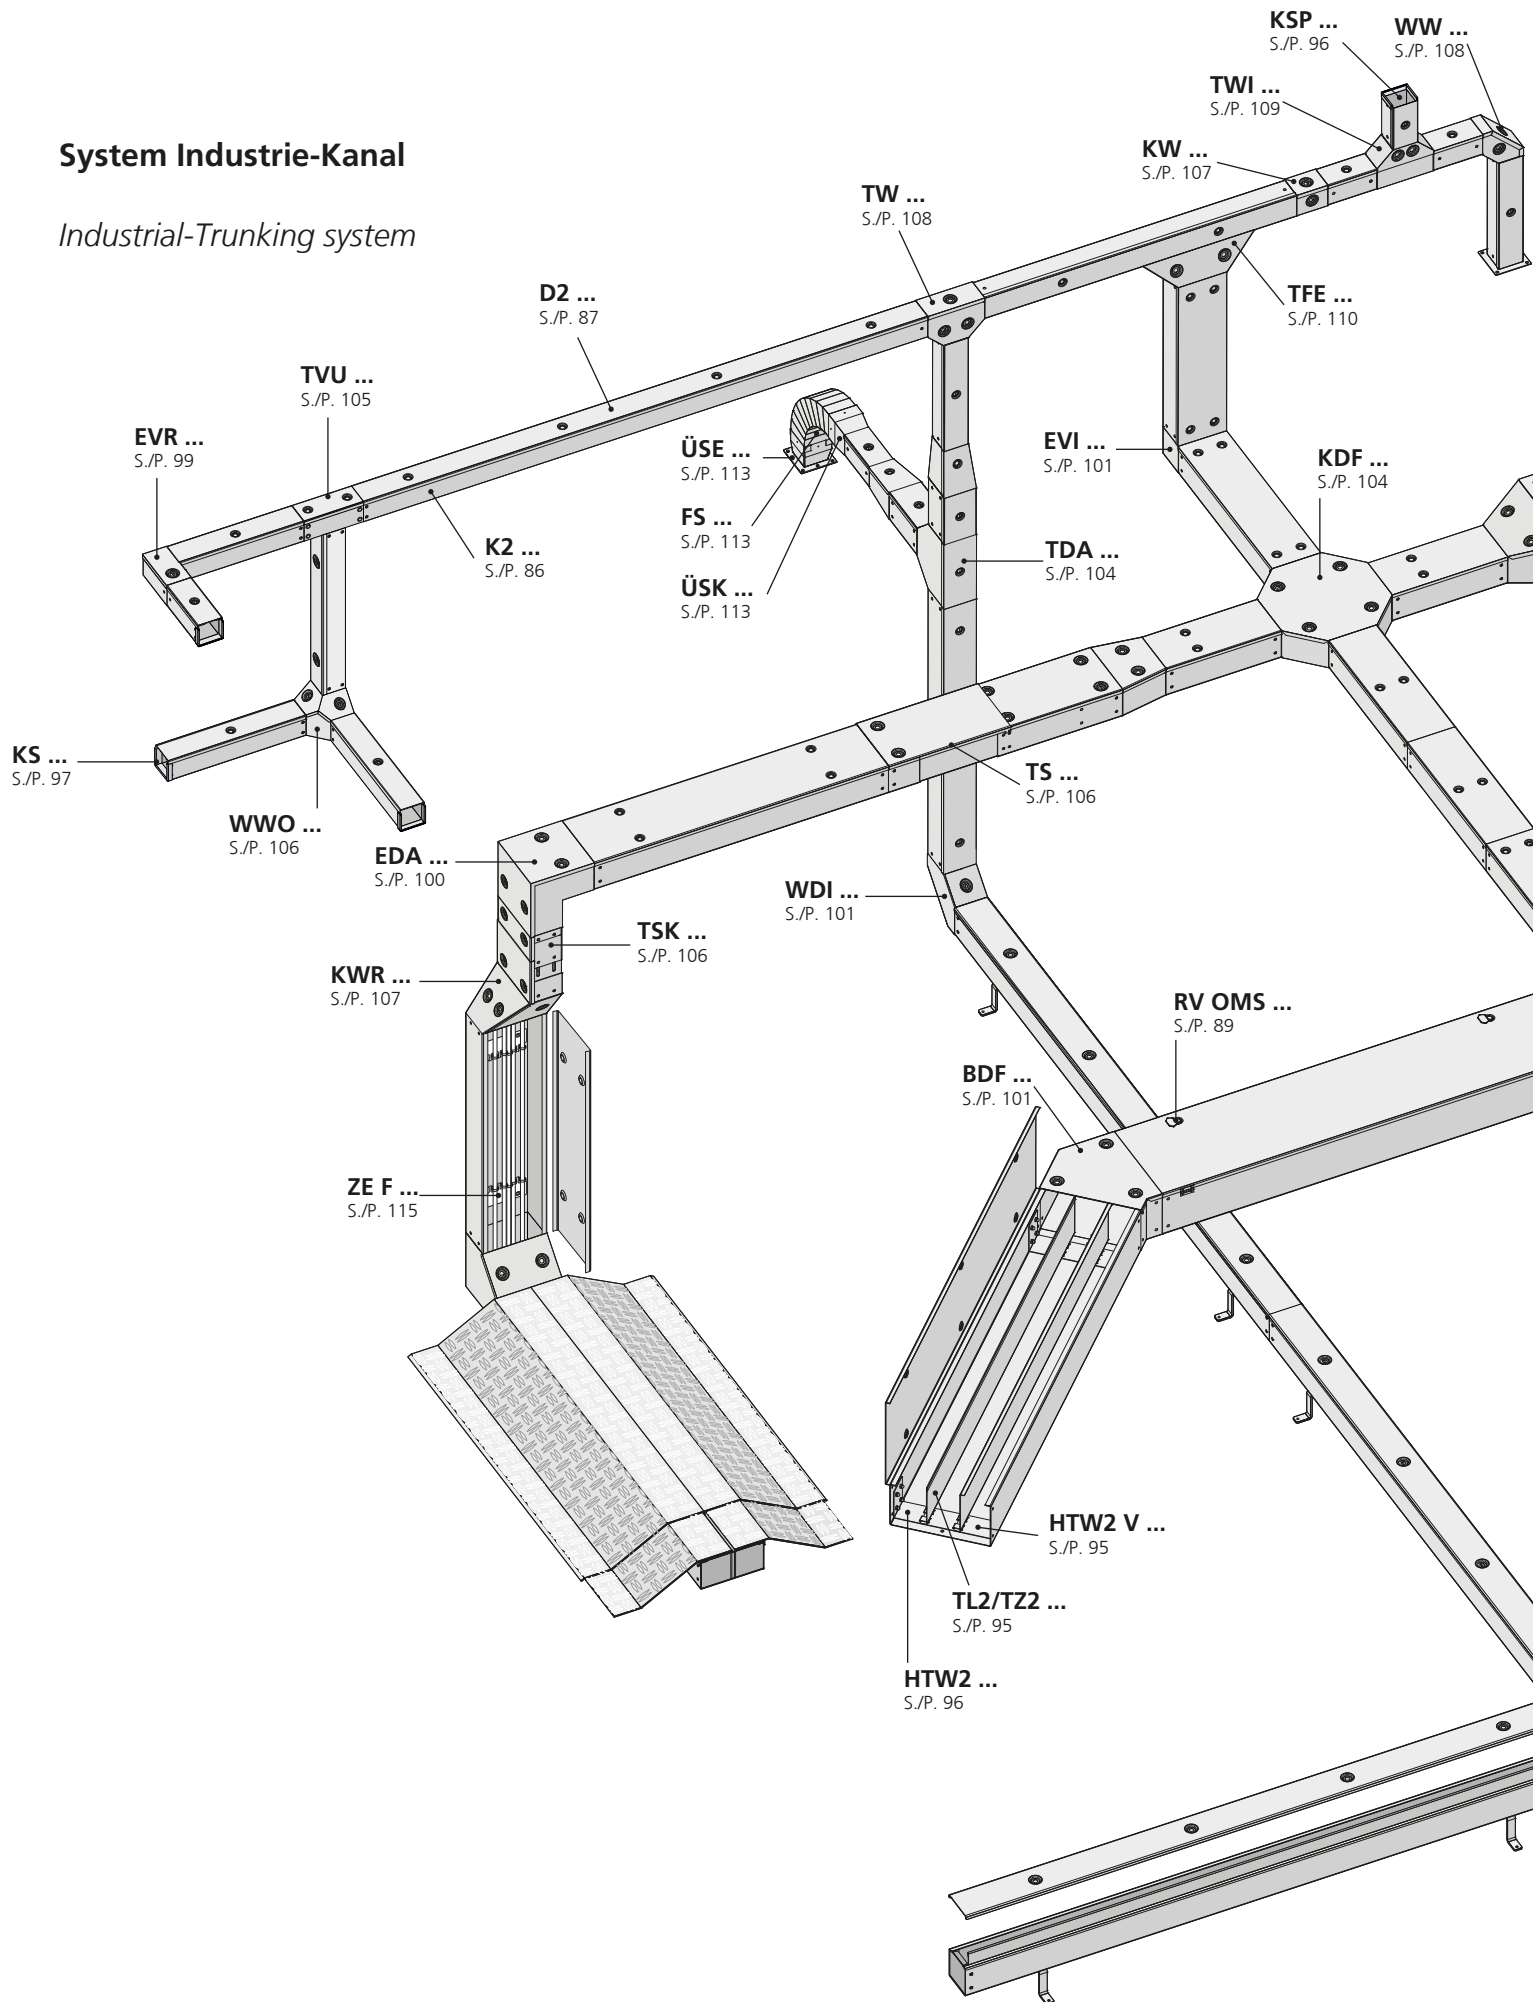 KSP ...
S./P. 96
WW ...
S./P. 108
TWI ...
S./P. 109
System Industrie-Kanal
KW ...
S./P. 107
TW ...
S./P. 108
Industrial-Trunking system
D2 ...
S./P. 87
TFE ...
S./P. 110
TVU ...
S./P. 105
EVR ...
S./P. 99
ÜSE ...
S./P. 113
EVI ...
S./P. 101
KDF ...
S./P. 104
FS ...
S./P. 113
K2 ...
S./P. 86
TDA ...
S./P. 104
ÜSK ...
S./P. 113
KS ...
S./P. 97
TS ...
S./P. 106
WWO ...
S./P. 106
EDA ...
S./P. 100
WDI ...
S./P. 101
TSK ...
S./P. 106
KWR ...
S./P. 107
RV OMS ...
S./P. 89
BDF ...
S./P. 101
ZE F ...
S./P. 115
HTW2 V ...
S./P. 95
TL2/TZ2 ...
S./P. 95
HTW2 ...
S./P. 96